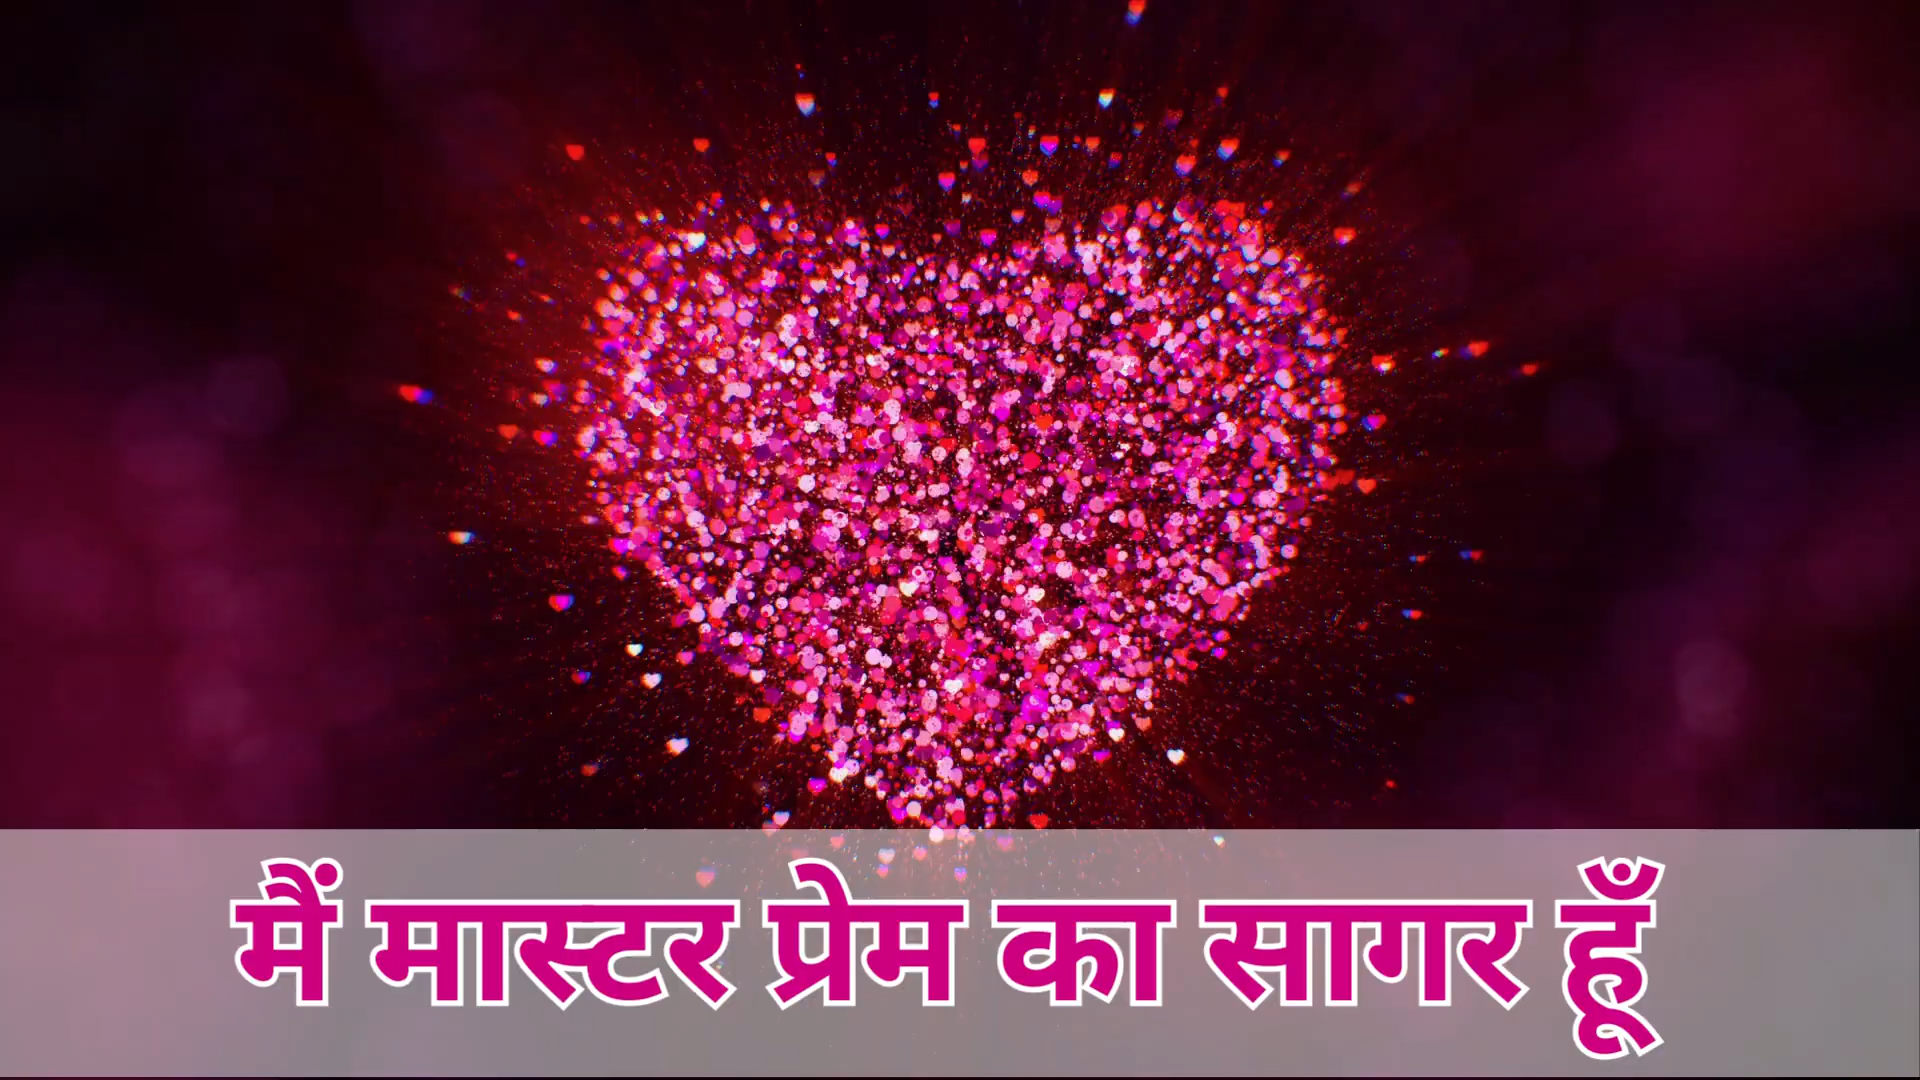 मैं मास्टर प्रेम का सागर हूँ